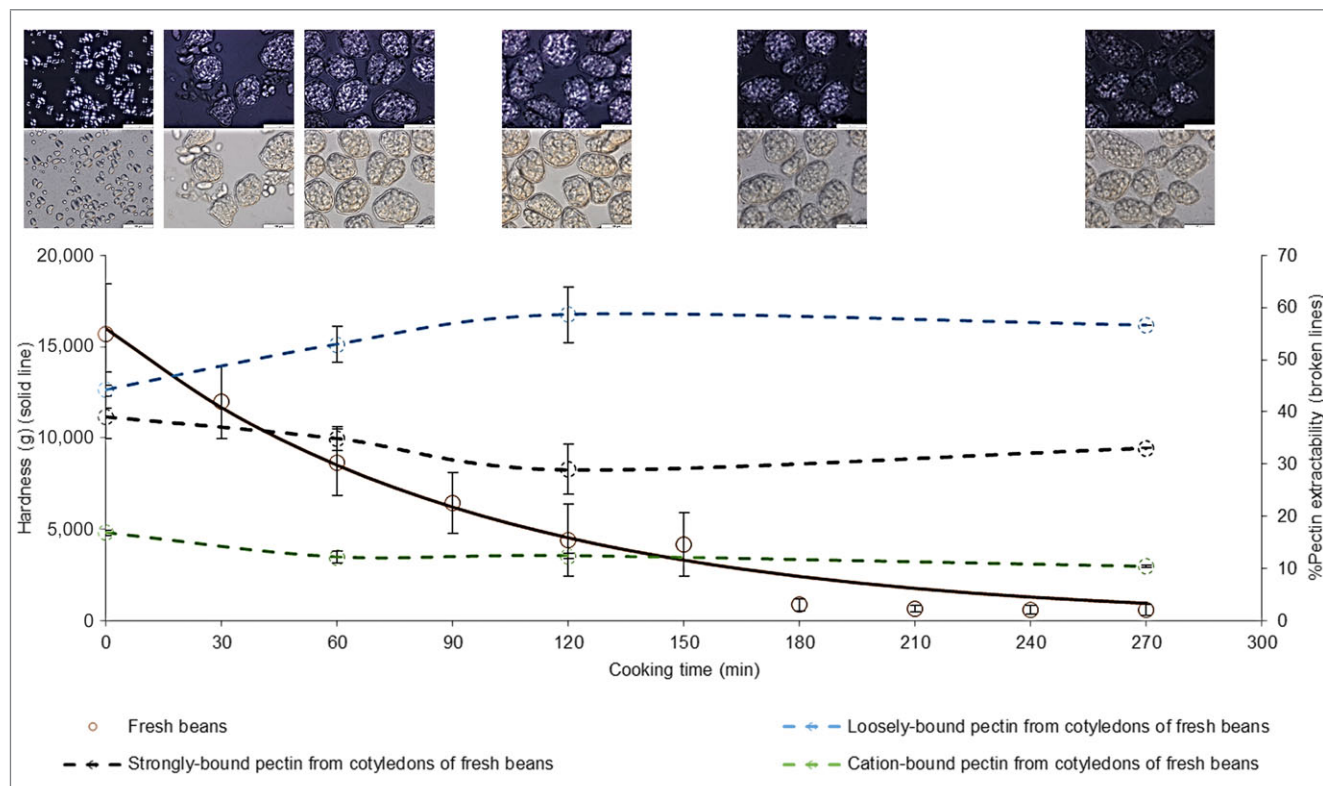 20,000
15,000
10,000
5,000
0
Hardness (g) (solid line)
70
60
50
40
30
20
10
0
%Pectin extractability (broken lines)
0 30 60 90 120 150 180 210 240 270 300
Cooking time (min)
Fresh beans
Loosely-bound pectin from cotyledons of fresh beans
Strongly-bound pectin from cotyledons of fresh beans
Cation-bound pectin from cotyledons of fresh beans